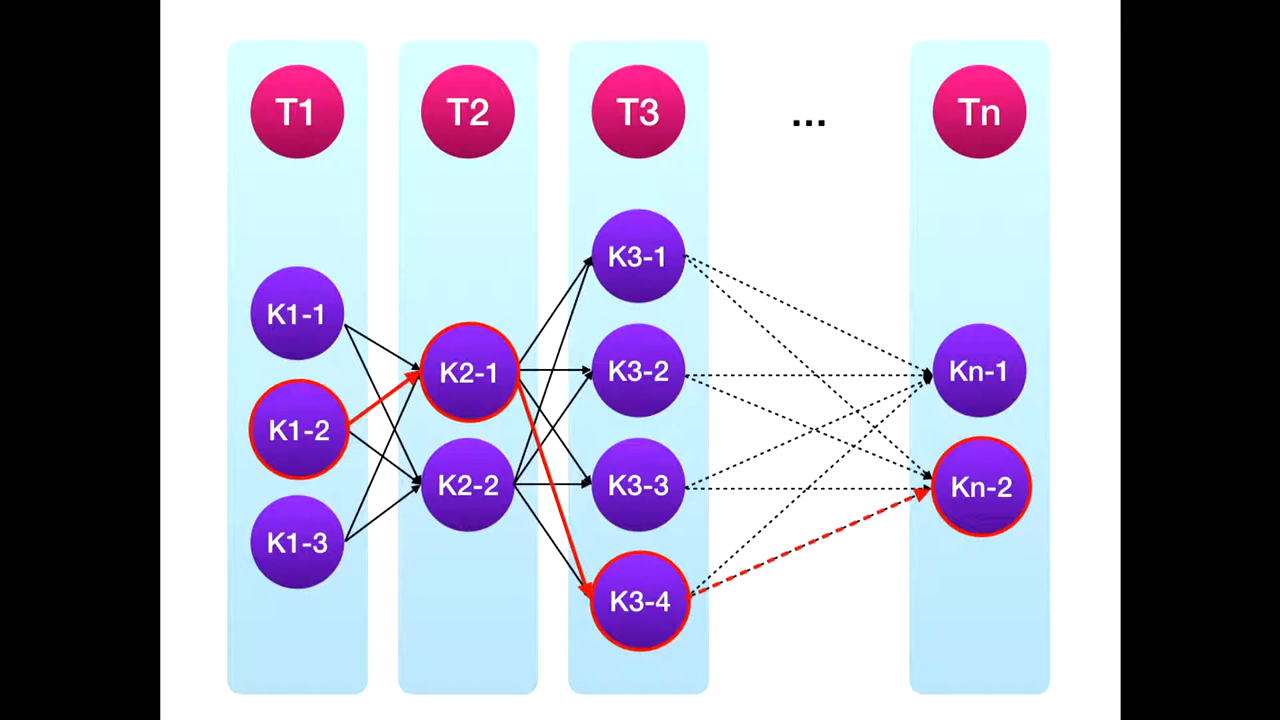 T1
T2
T3
...
Tn
K1-1
K1-2
K1-3
K2-1
K2-2
K3-1
K3-2
K3-3
K3-4
Kn-1
Kn-2